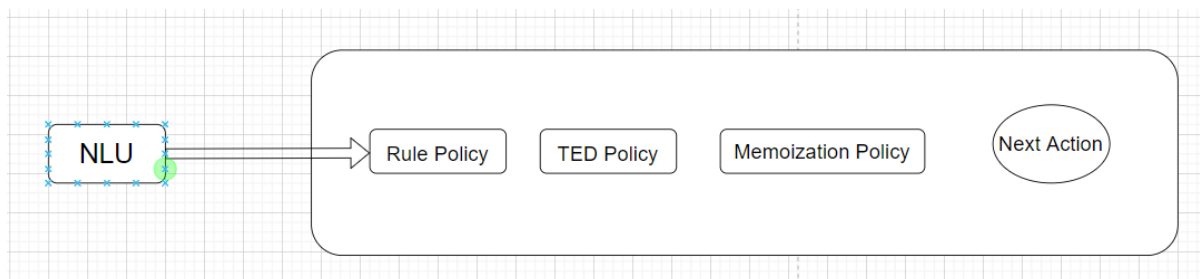 NLU
Rule Policy
TED Policy
Memoization Policy
Next Action